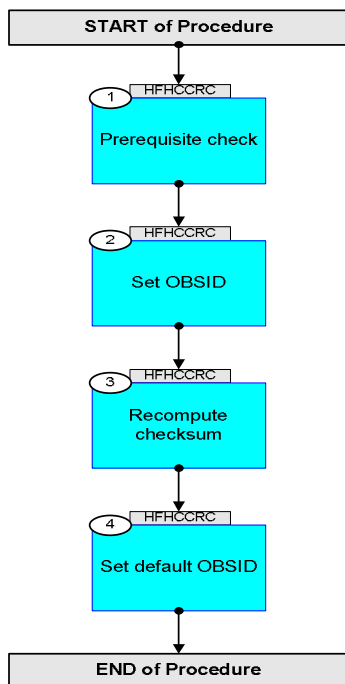 START of Procedure
HFHCCRC
1
Prerequisite check
HFHCCRC
2
Set OBSID
HFHCCRC
3
Recompute
checksum
HFHCCRC
4
Set default OBSID
END of Procedure